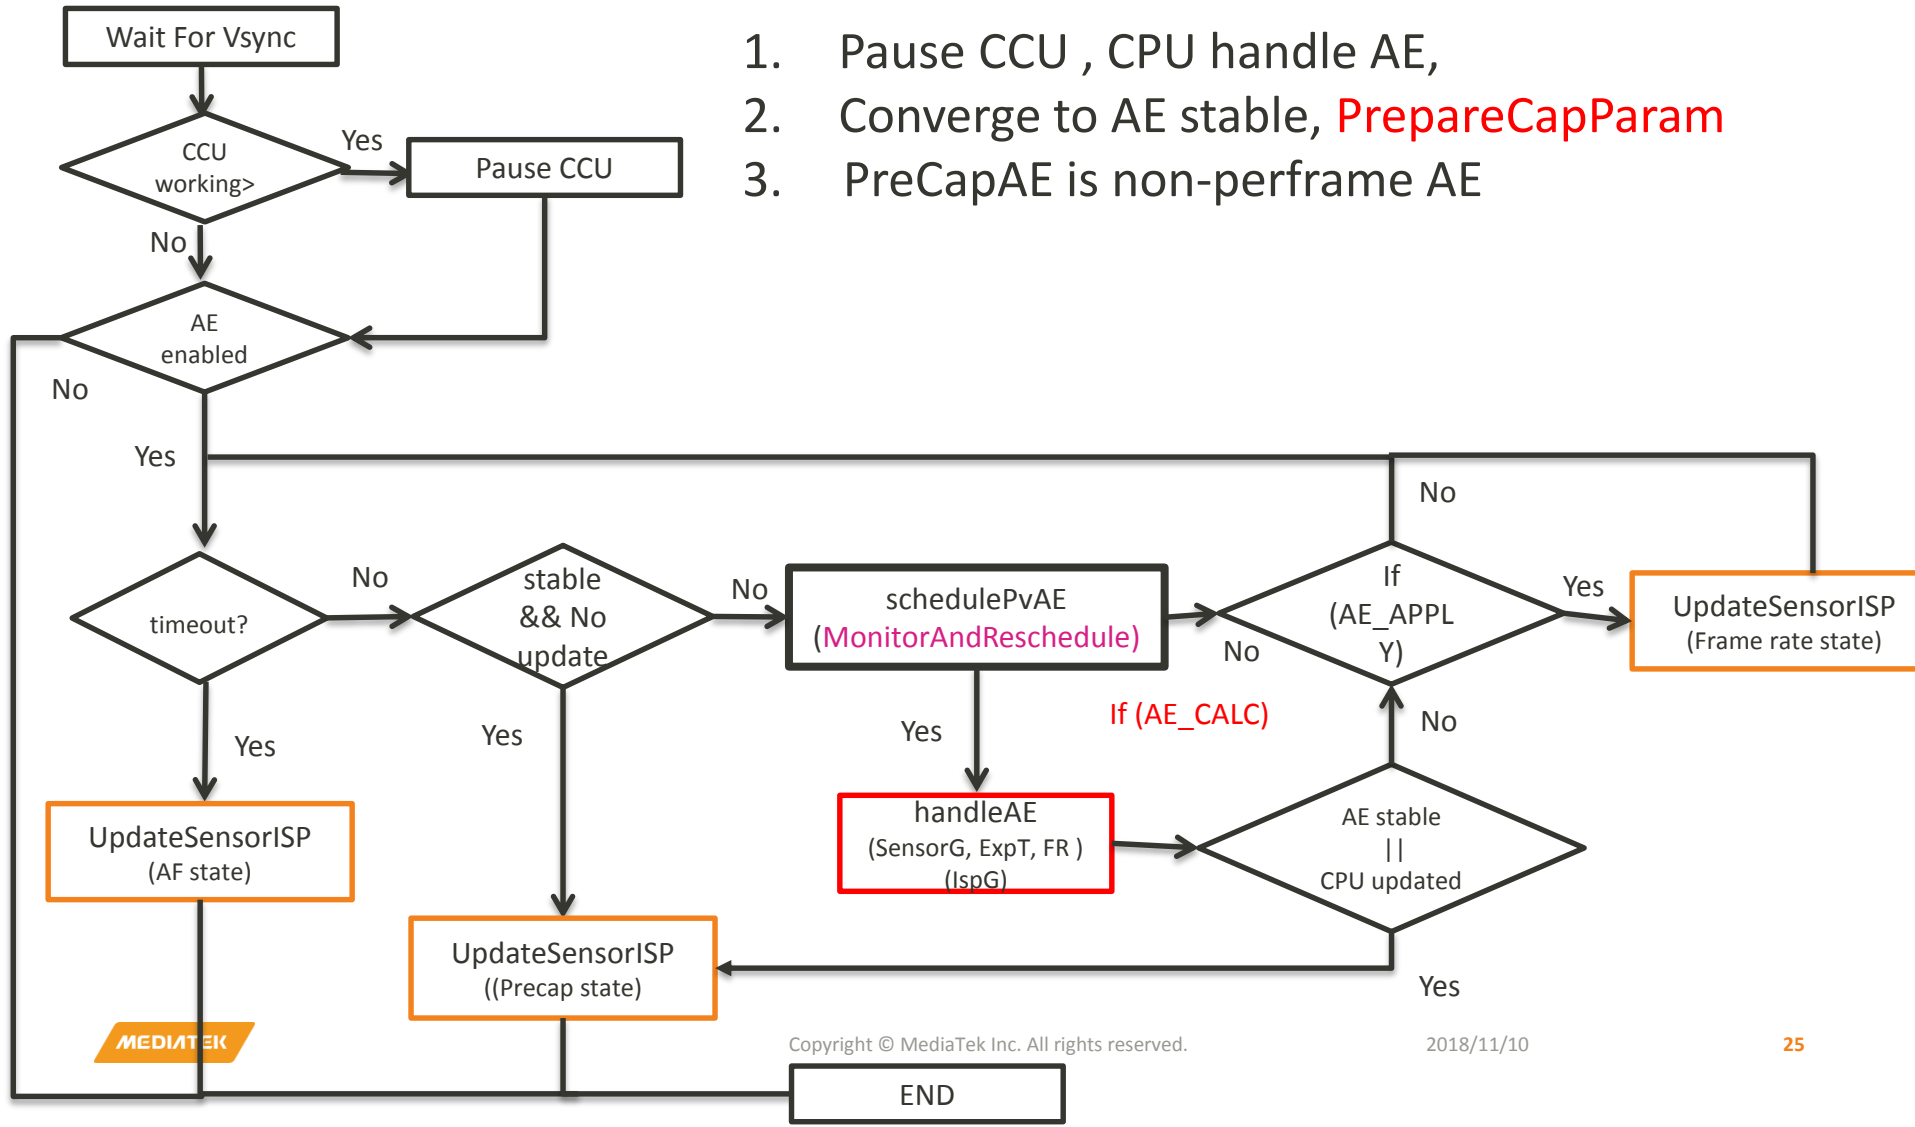 Wait For Vsync
1. Pause CCU , CPU handle AE,
2. Converge to AE stable, PrepareCapParam
3. PreCapAE is non-perframe AE
CCU
working>
Yes
Pause CCU
No
AE
enabled
No
Yes
No
timeout?
No
stable
&& No
update
No
schedulePvAE
(MonitorAndReschedule)
No
If
(AE_APPL
Y)
Yes
UpdateSensorISP
(Frame rate state)
If (AE_CALC)
Yes
Yes
Yes
No
UpdateSensorISP
(AF state)
handleAE
(SensorG, ExpT, FR )
(IspG)
AE stable
||
CPU updated
UpdateSensorISP
((Precap state)
Yes
MEDIATEK
Copyright © MediaTek Inc. All rights reserved.
2018/11/10
25
END